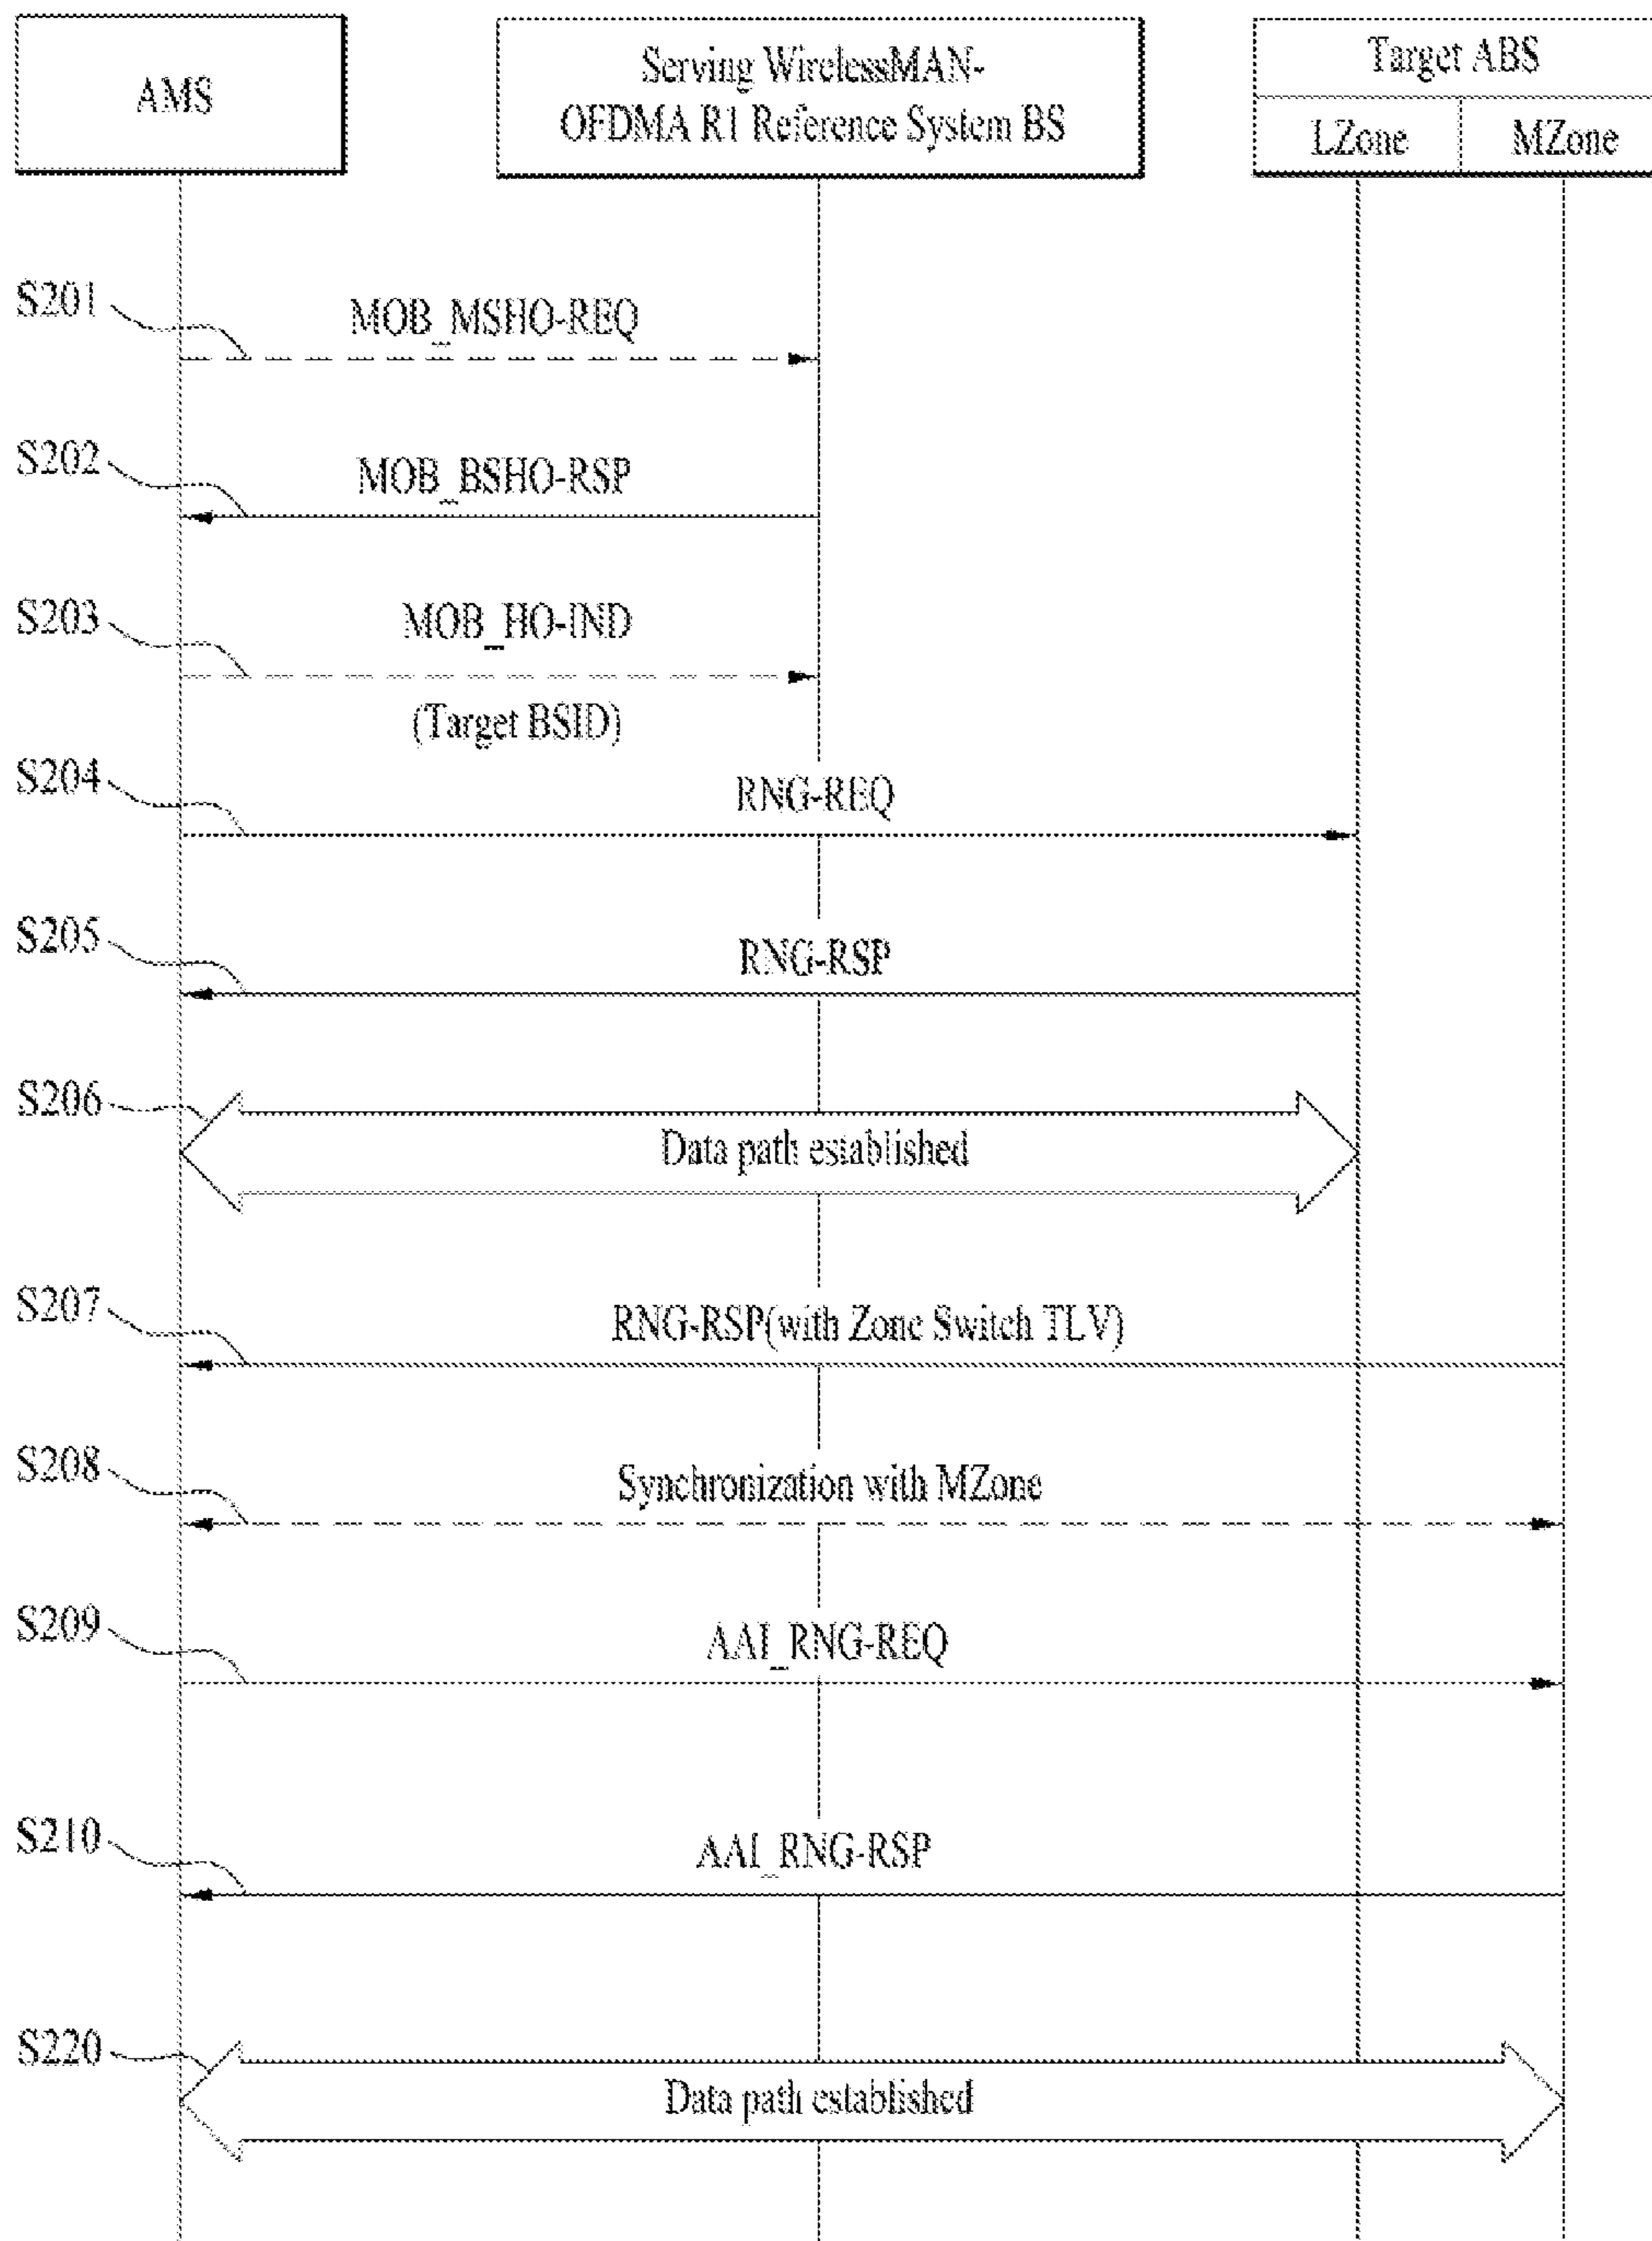 AMS
Serving WirelessMAN-
OFDMA R1 Reference System BS
Target ABS
LZone
MZone
S201
MOB_MSHO-REQ
S202
MOB_BSHO-RSP
S203
MOB_HO-IND
(Target BSID)
S204
RNG-REQ
S205
RNG-RSP
S206
Data path established
S207
RNG-RSP(with Zone Switch TLV)
S208
Synchronization with MZone
S209
AAI_RNG-REQ
S210
AAI_RNG-RSP
S220
Data path established